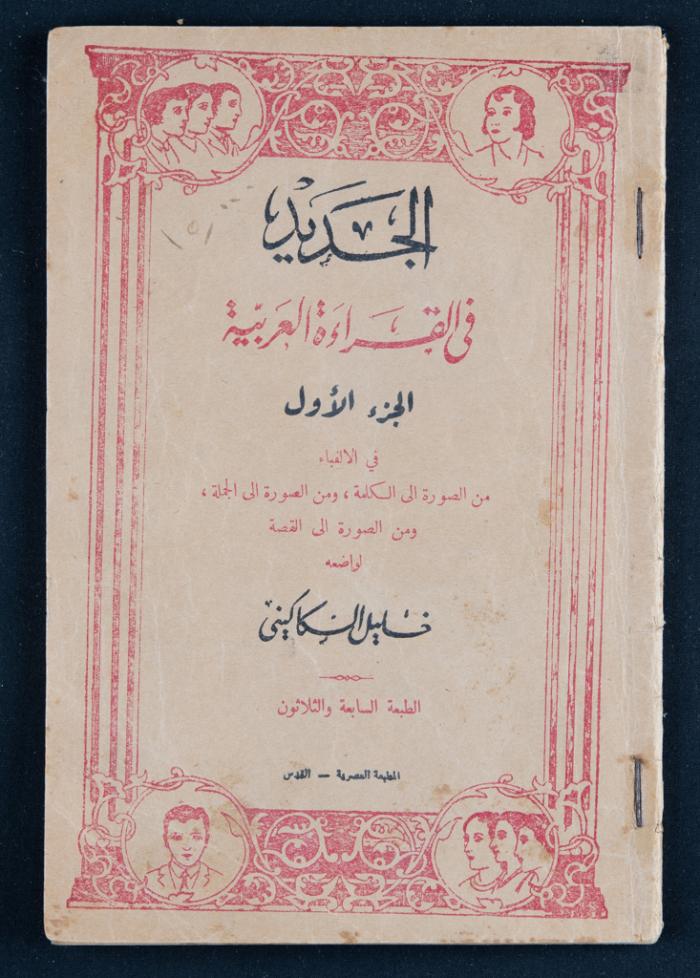 الجديد
في القراءة العربية
الجزء الأول
في الالفباء
من الصورة الى الكلمة ، ومن الصورة الى الجملة ،
ومن الصورة الى القصة
لواضعه
خليل السكاكيني
الطبعة السابعة والثلاثون
المطبعة العصرية — القدس